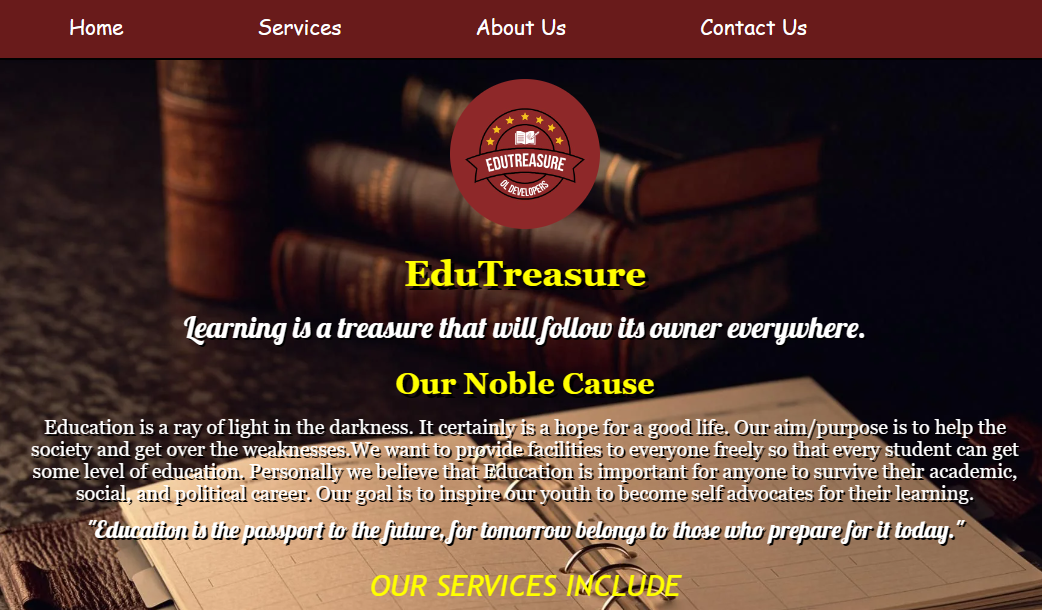 Home Services About Us Contact Us
EDUTREASURE
OL DEVELOPERS
EduTreasure
Learning is a treasure that will follow its owner everywhere.
Our Noble Cause
Education is a ray of light in the darkness. It certainly is a hope for a good life. Our aim/purpose is to help the
society and get over the weaknesses.We want to provide facilities to everyone freely so that every student can get
some level of education. Personally we believe that Education is important for anyone to survive their academic,
social, and political career. Our goal is to inspire our youth to become self advocates for their learning.
"Education is the passport to the future, for tomorrow belongs to those who prepare for it today."
OUR SERVICES INCLUDE